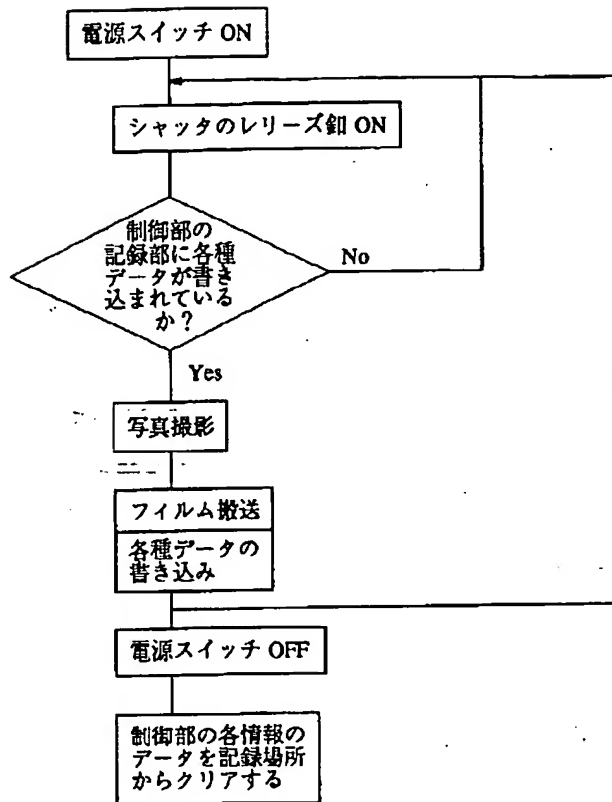 電源スイッチ ON
シャッタのレリーズ釦 ON
制御部の
記録部に各種
データが書き
込まれている
か？
No
Yes
写真撮影
フィルム搬送
各種データの
書き込み
電源スイッチ OFF
制御部の各情報の
データを記録場所
からクリアする